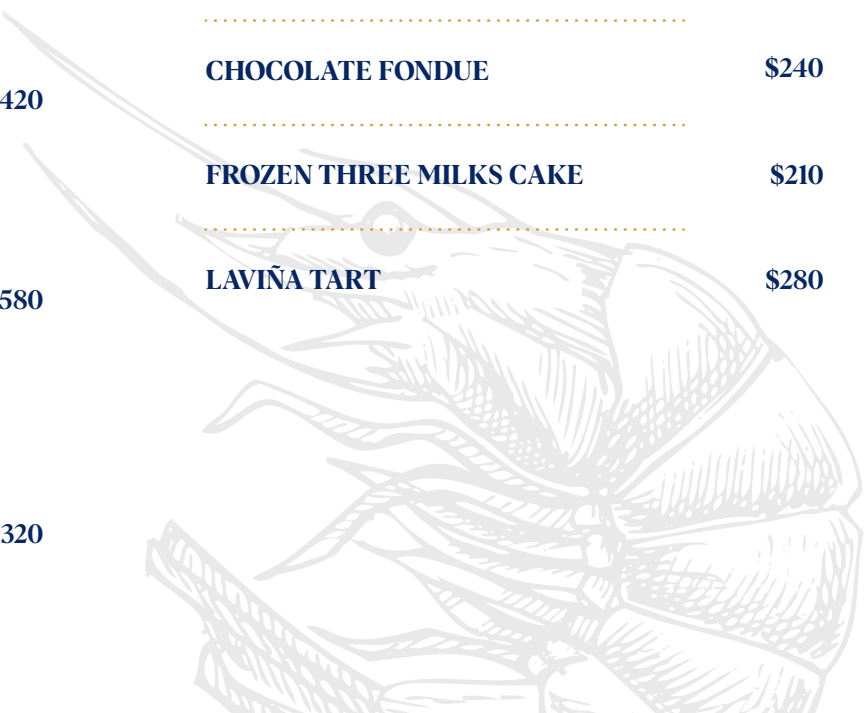 420
580
320
CHOCOLATE FONDUE $240
FROZEN THREE MILKS CAKE $210
LAVIÑA TART $280